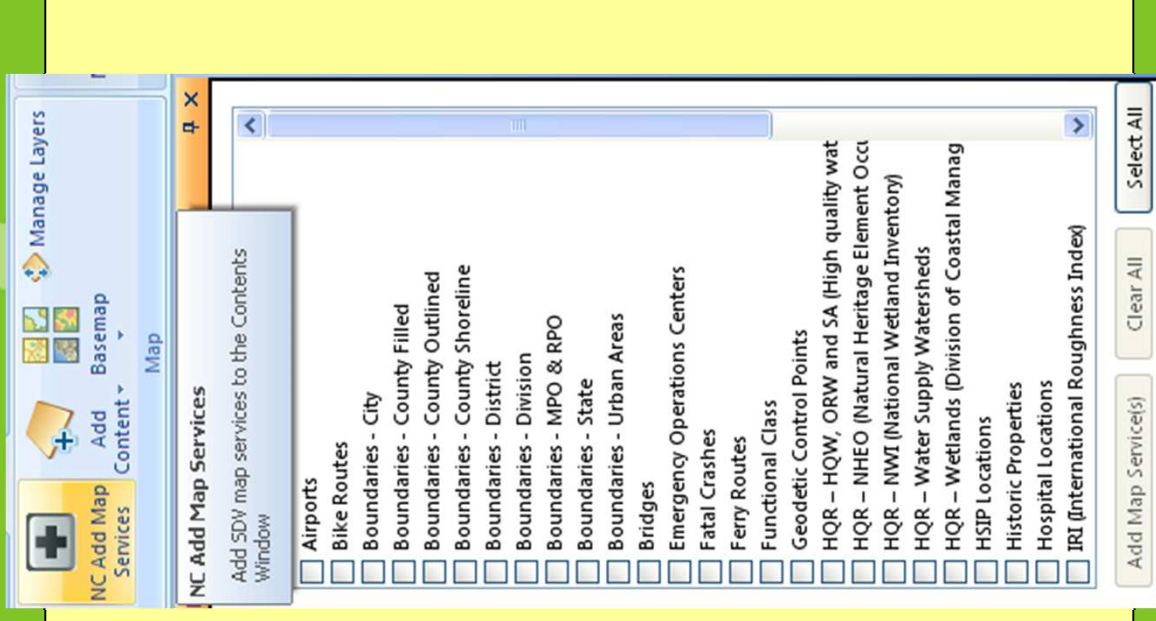 NC Add Map
Services
Add
Content
Basemap
Manage Layers
Map
NC Add Map Services
Add SDV map services to the Contents
Window
Airports
Bike Routes
Boundaries - City
Boundaries - County Filled
Boundaries - County Outlined
Boundaries - County Shoreline
Boundaries - District
Boundaries - Division
Boundaries - MPO & RPO
Boundaries - State
Boundaries - Urban Areas
Bridges
Emergency Operations Centers
Fatal Crashes
Ferry Routes
Functional Class
Geodetic Control Points
HQR – HQW, ORW and SA (High quality wat
HQR – NHEO (Natural Heritage Element Occu
HQR – NWI (National Wetland Inventory)
HQR – Water Supply Watersheds
HQR – Wetlands (Division of Coastal Manag
HSIP Locations
Historic Properties
Hospital Locations
IRI (International Roughness Index)
Add Map Service(s)
Clear All
Select All